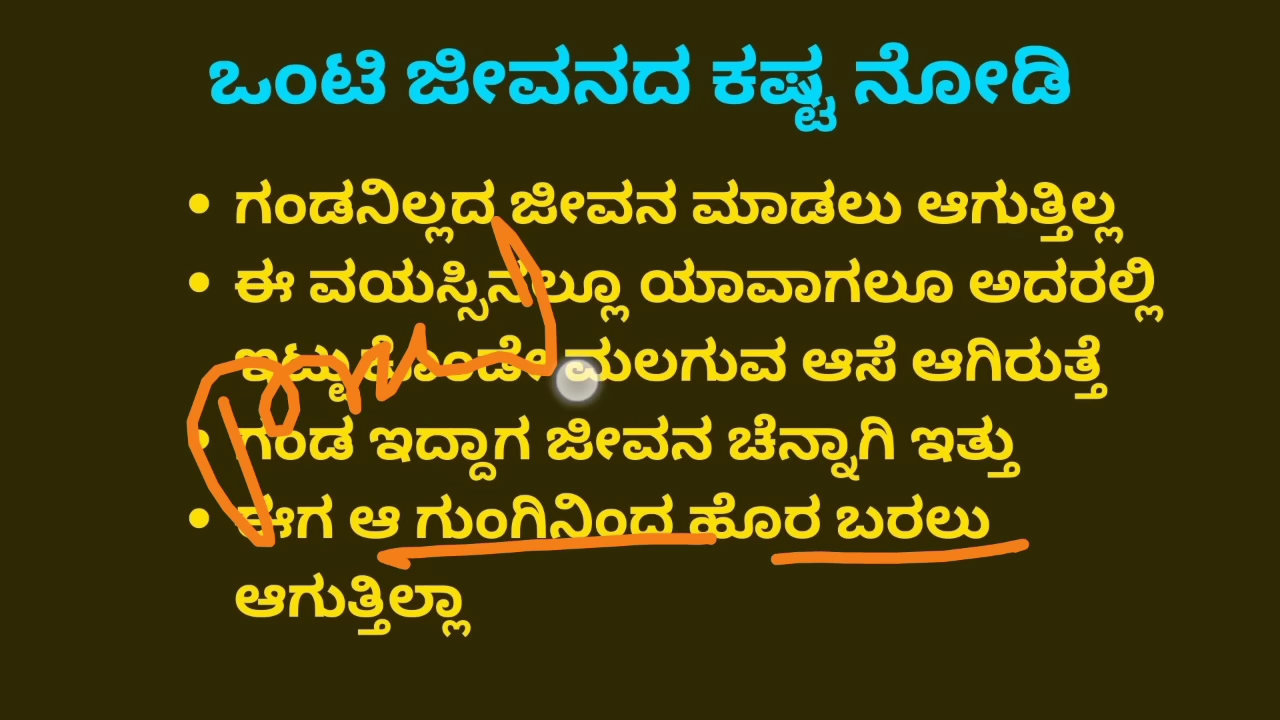 ಒಂಟಿ ಜೀವನದ ಕಷ್ಟ ನೋಡಿ
• ಗಂಡನಿಲ್ಲದ ಜೀವನ ಮಾಡಲು ಆಗುತ್ತಿಲ್ಲ
• ಈ ವಯಸ್ಸಿನಲ್ಲೂ ಯಾವಾಗಲೂ ಅದರಲ್ಲಿ
ಇಟ್ಟುಕೊಂಡೇ ಮಲಗುವ ಆಸೆ ಆಗಿರುತ್ತೆ
• ಗಂಡ ಇದ್ದಾಗ ಜೀವನ ಚೆನ್ನಾಗಿ ಇತ್ತು
• ಈಗ ಆ ಗುಂಗಿನಿಂದ ಹೊರ ಬರಲು
ಆಗುತ್ತಿಲ್ಲಾ